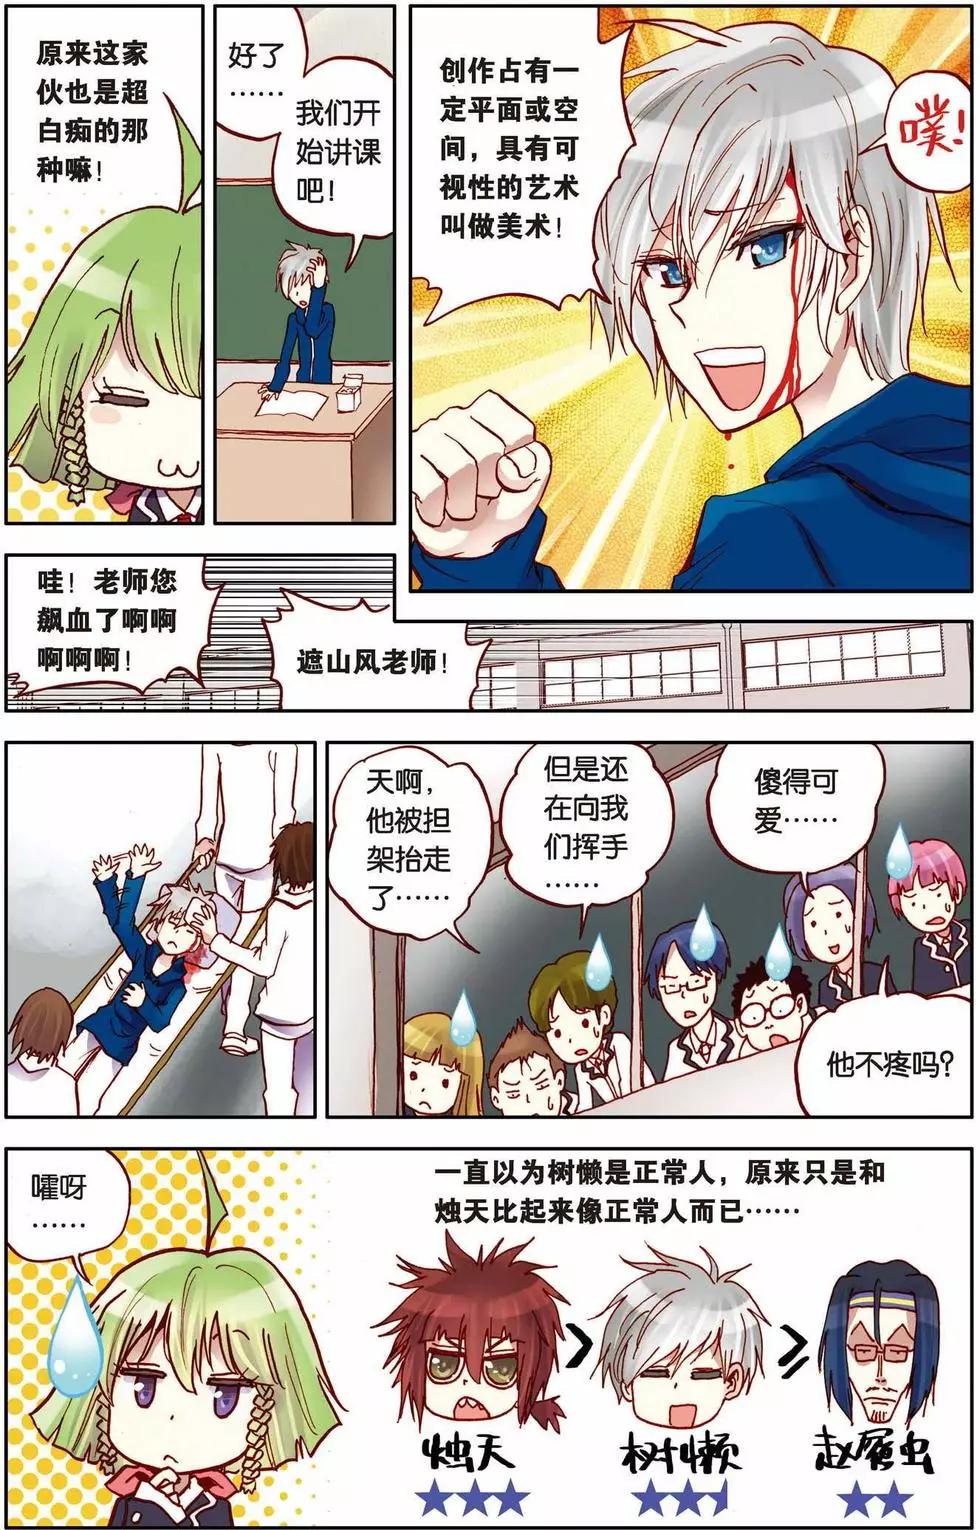 原来这家
伙也是超
白痴的那
种嘛！
好了
……
我们开
始讲课
吧！
创作占有一
定平面或空
间，具有可
视性的艺术
叫做美术！
噗！
哇！老师您
飙血了啊啊
啊啊啊！
遮山风老师！
天啊，
他被担
架抬走
了……
但是还
在向我
们挥手
……
傻得可
爱……
他不疼吗？
嚯呀
……
一直以为树懒是正常人，原来只是和
烛天比起来像正常人而已……
烛天
>
树懒
≥